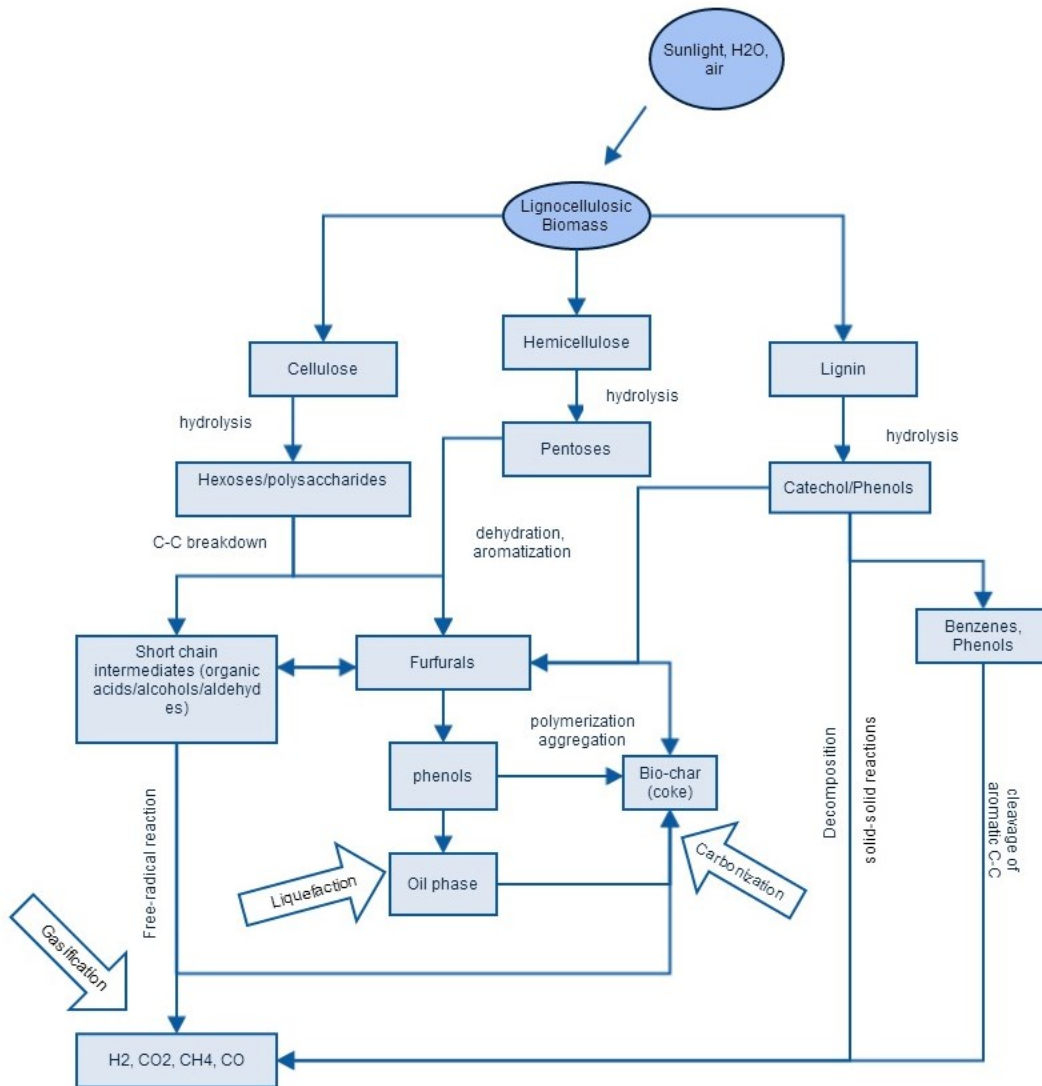 Sunlight, H2O,
air
Lignocellulosic
Biomass
Cellulose
Hemicellulose
Lignin
hydrolysis
hydrolysis
hydrolysis
Hexoses/polysaccharides
Pentoses
Catechol/Phenols
C-C breakdown
dehydration,
aromatization
Short chain
intermediates (organic
acids/alcohols/aldehyd
es)
Furfurals
Benzenes,
Phenols
polymerization
aggregation
phenols
Bio-char
(coke)
Oil phase
Liquefaction
Carbonization
Gasification
Free-radical reaction
Decomposition
solid-solid reactions
cleavage of
aromatic C-C
H2, CO2, CH4, CO